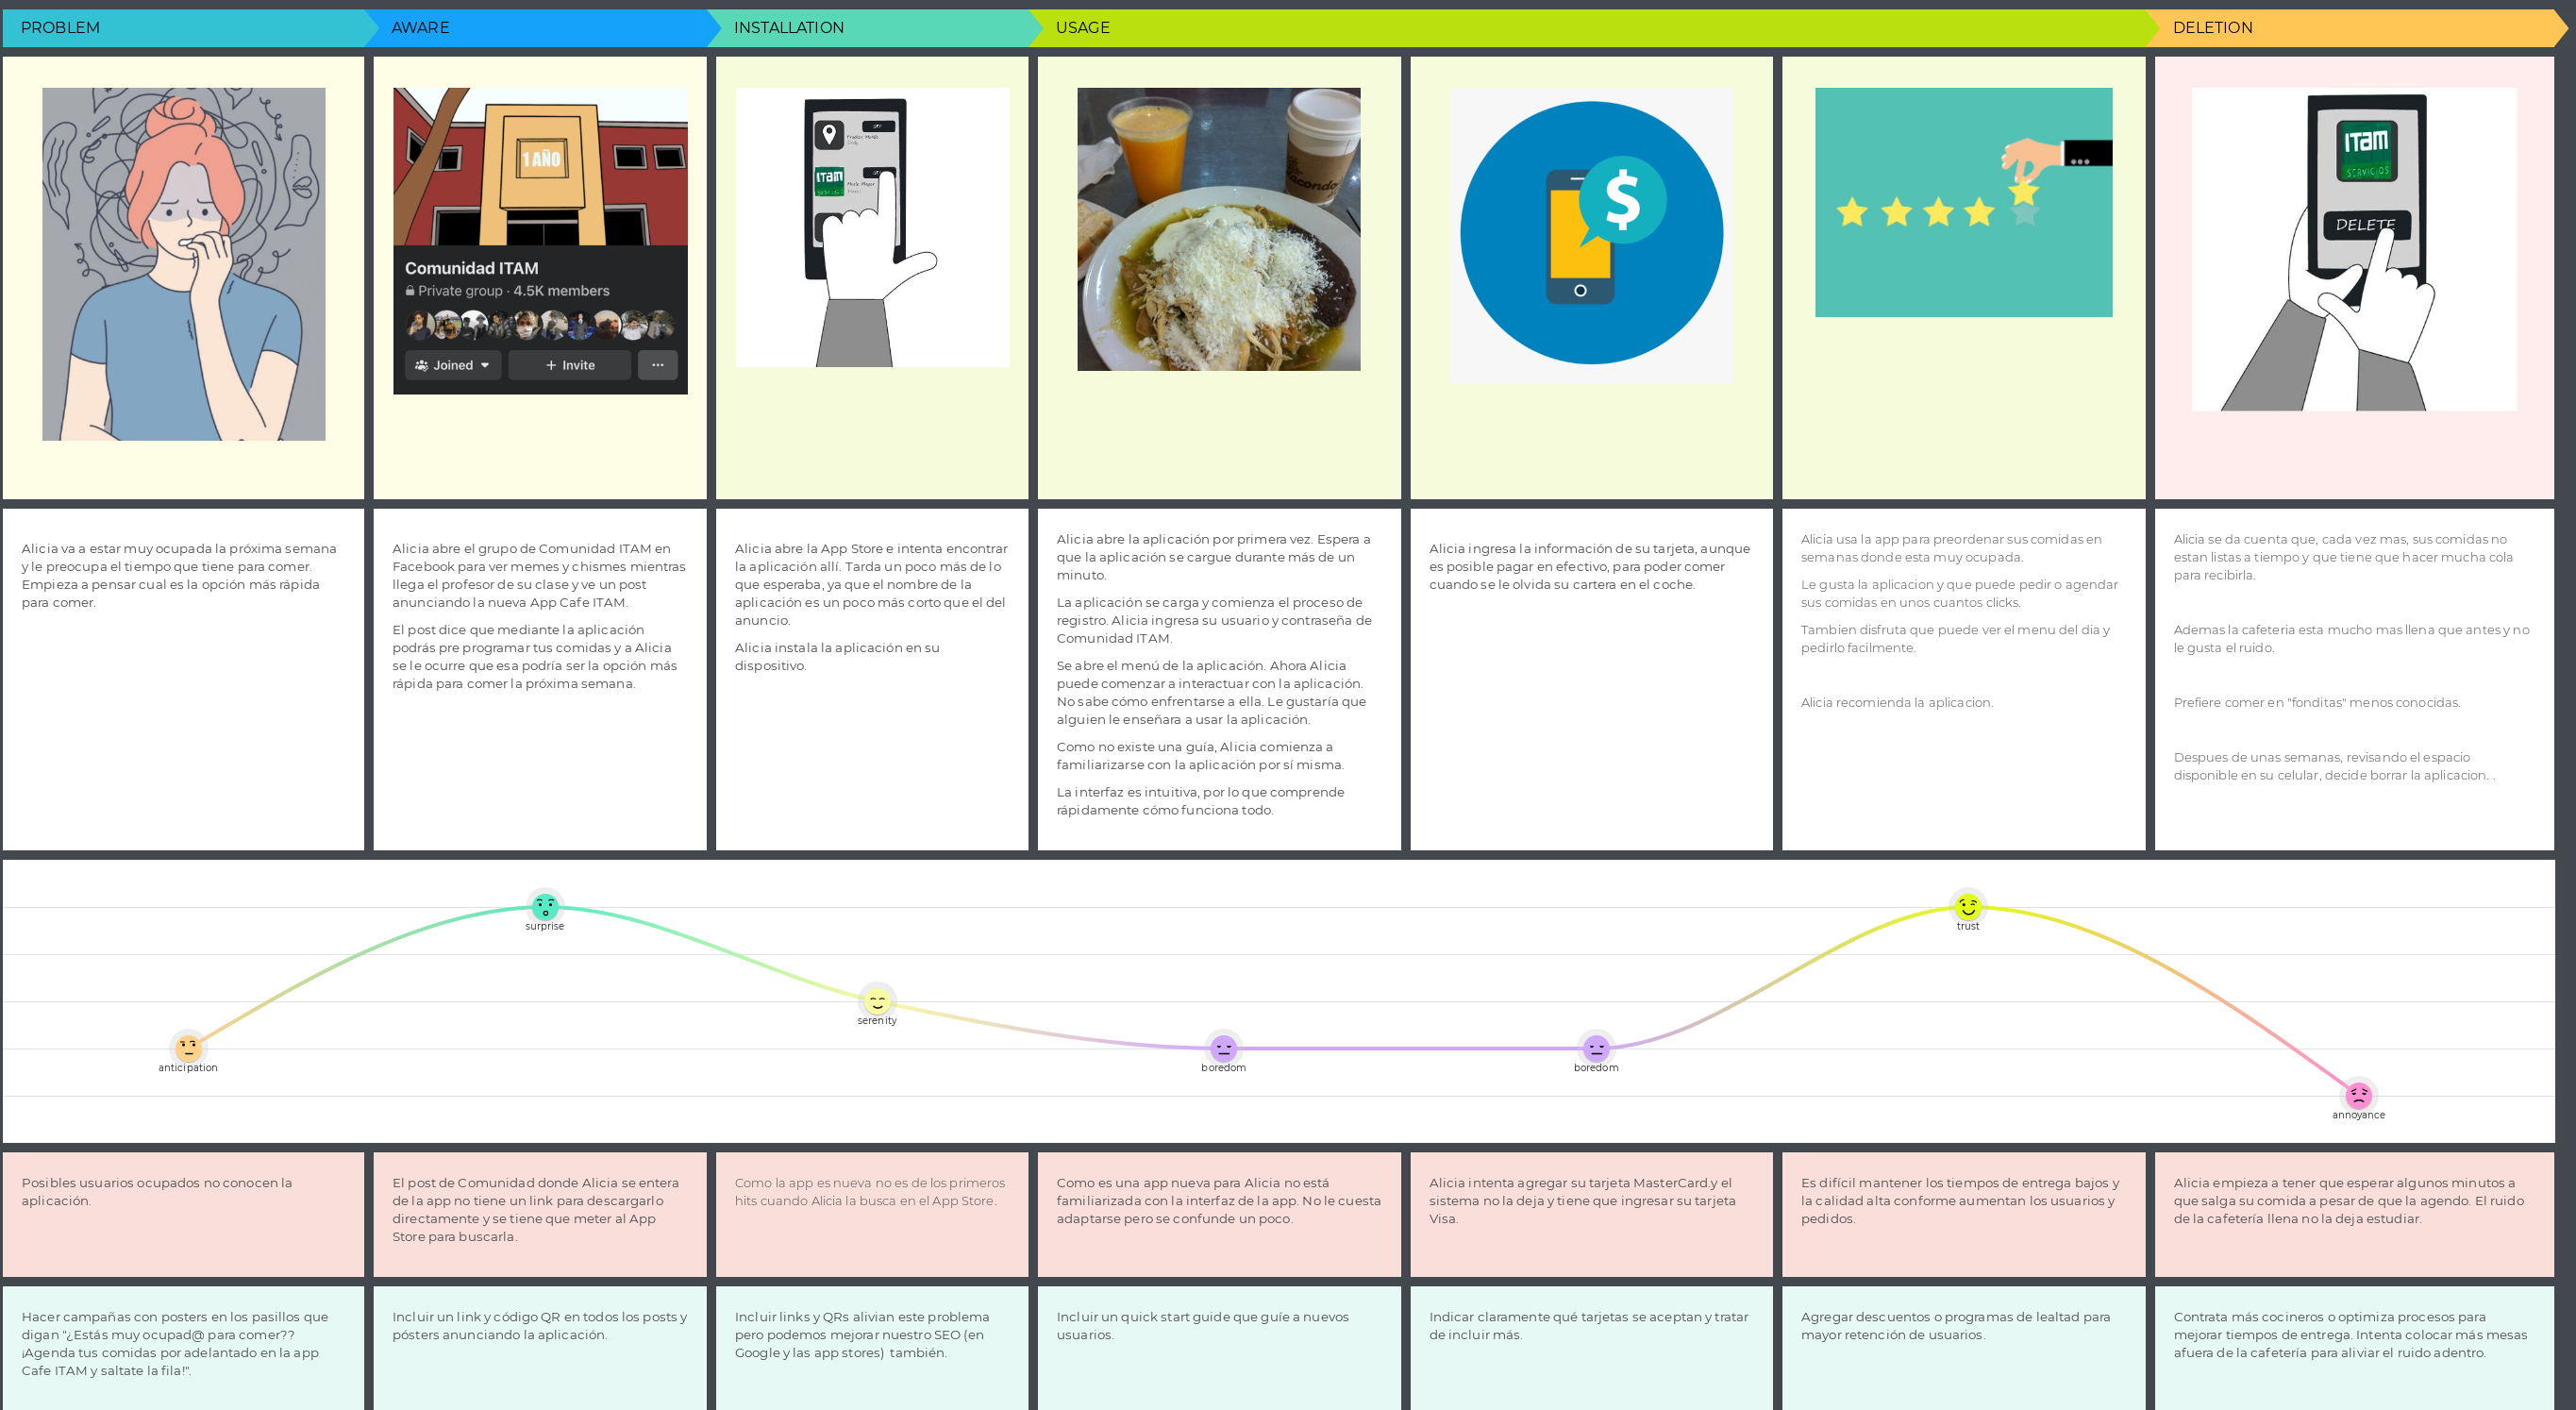 PROBLEM
AWARE
INSTALLATION
USAGE
DELETION
1 AÑO
Comunidad ITAM
Private group · 4.5K members
Joined
+ Invite
ITAM
GET
$
ITAM
SERVICIOS
DELETE
Alicia va a estar muy ocupada la próxima semana
y le preocupa el tiempo que tiene para comer.
Empieza a pensar cual es la opción más rápida
para comer.
Alicia abre el grupo de Comunidad ITAM en
Facebook para ver memes y chismes mientras
llega el profesor de su clase y ve un post
anunciando la nueva App Cafe ITAM.
El post dice que mediante la aplicación
podrás pre programar tus comidas y a Alicia
se le ocurre que esa podría ser la opción más
rápida para comer la próxima semana.
Alicia abre la App Store e intenta encontrar
la aplicación allí. Tarda un poco más de lo
que esperaba, ya que el nombre de la
aplicación es un poco más corto que el del
anuncio.
Alicia instala la aplicación en su
dispositivo.
Alicia abre la aplicación por primera vez. Espera a
que la aplicación se cargue durante más de un
minuto.
La aplicación se carga y comienza el proceso de
registro. Alicia ingresa su usuario y contraseña de
Comunidad ITAM.
Se abre el menú de la aplicación. Ahora Alicia
puede comenzar a interactuar con la aplicación.
No sabe cómo enfrentarse a ella. Le gustaría que
alguien le enseñara a usar la aplicación.
Como no existe una guía, Alicia comienza a
familiarizarse con la aplicación por sí misma.
La interfaz es intuitiva, por lo que comprende
rápidamente cómo funciona todo.
Alicia ingresa la información de su tarjeta, aunque
es posible pagar en efectivo, para poder comer
cuando se le olvida su cartera en el coche.
Alicia usa la app para preordenar sus comidas en
semanas donde esta muy ocupada.
Le gusta la aplicacion y que puede pedir o agendar
sus comidas en unos cuantos clicks.
Tambien disfruta que puede ver el menu del dia y
pedirlo facilmente.
Alicia recomienda la aplicacion.
Alicia se da cuenta que, cada vez mas, sus comidas no
estan listas a tiempo y que tiene que hacer mucha cola
para recibirla.
Ademas la cafeteria esta mucho mas llena que antes y no
le gusta el ruido.
Prefiere comer en "fonditas" menos conocidas.
Despues de unas semanas, revisando el espacio
disponible en su celular, decide borrar la aplicacion. .
surprise
trust
serenity
anticipation
boredom
boredom
annoyance
Posibles usuarios ocupados no conocen la
aplicación.
El post de Comunidad donde Alicia se entera
de la app no tiene un link para descargarlo
directamente y se tiene que meter al App
Store para buscarla.
Como la app es nueva no es de los primeros
hits cuando Alicia la busca en el App Store.
Como es una app nueva para Alicia no está
familiarizada con la interfaz de la app. No le cuesta
adaptarse pero se confunde un poco.
Alicia intenta agregar su tarjeta MasterCard.y el
sistema no la deja y tiene que ingresar su tarjeta
Visa.
Es difícil mantener los tiempos de entrega bajos y
la calidad alta conforme aumentan los usuarios y
pedidos.
Alicia empieza a tener que esperar algunos minutos a
que salga su comida a pesar de que la agendo. El ruido
de la cafetería llena no la deja estudiar.
Hacer campañas con posters en los pasillos que
digan "¿Estás muy ocupad@ para comer??
¡Agenda tus comidas por adelantado en la app
Cafe ITAM y saltate la fila!".
Incluir un link y código QR en todos los posts y
pósters anunciando la aplicación.
Incluir links y QRs alivian este problema
pero podemos mejorar nuestro SEO (en
Google y las app stores) también.
Incluir un quick start guide que guíe a nuevos
usuarios.
Indicar claramente qué tarjetas se aceptan y tratar
de incluir más.
Agregar descuentos o programas de lealtad para
mayor retención de usuarios.
Contrata más cocineros o optimiza procesos para
mejorar tiempos de entrega. Intenta colocar más mesas
afuera de la cafetería para aliviar el ruido adentro.